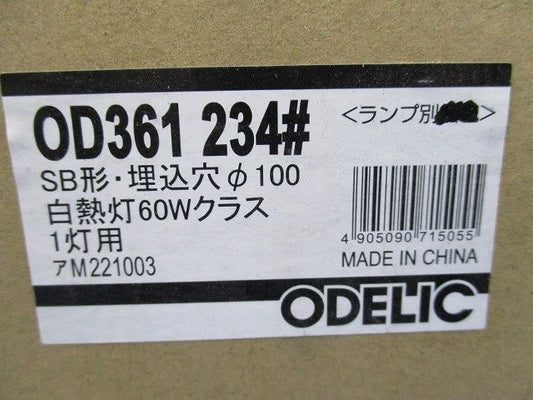 OD361 234#
<ランプ別 >
SB形・埋込穴φ100
白熱灯60Wクラス
1灯用
アM221003
4 905090 715055
MADE IN CHINA
ODELIC